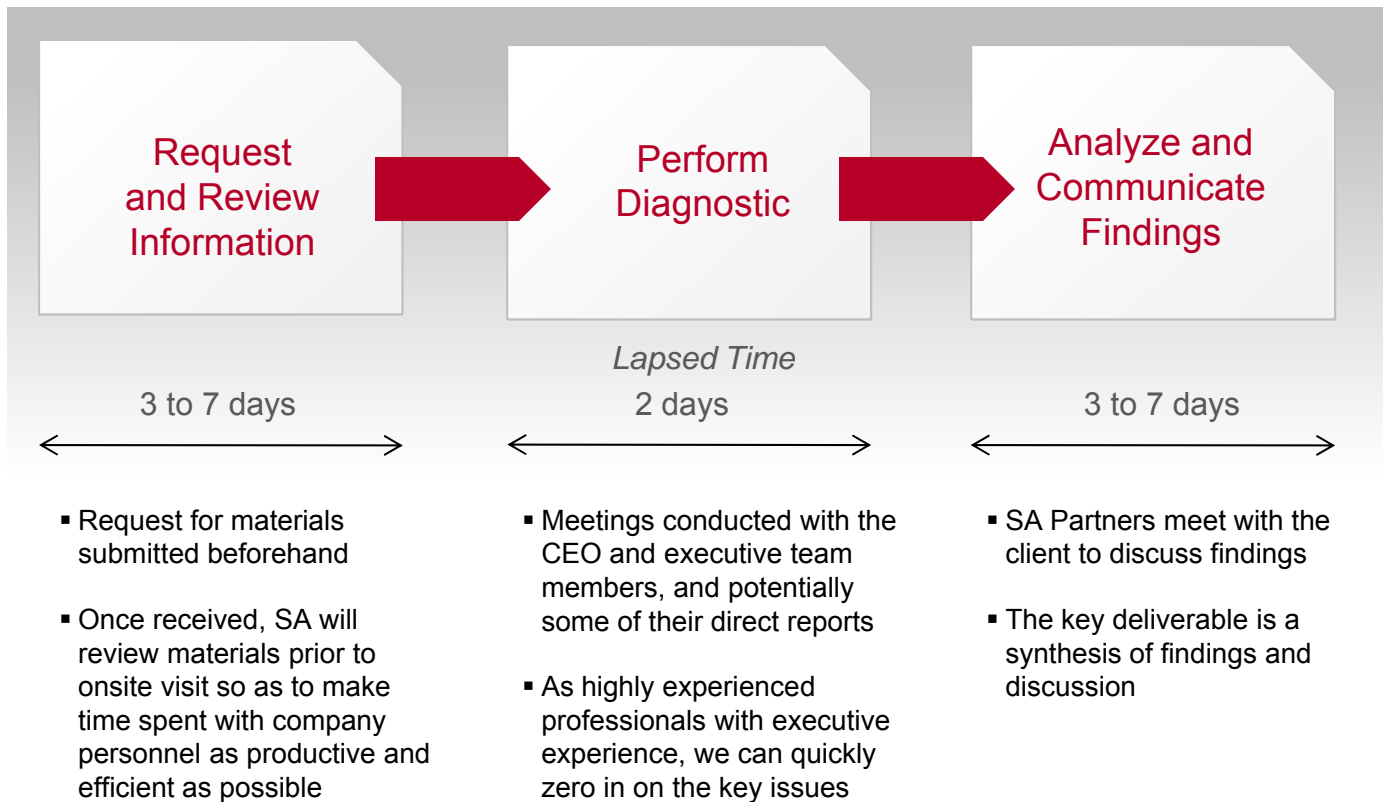 Request
and Review
Information
Perform
Diagnostic
Analyze and
Communicate
Findings
Lapsed Time
3 to 7 days
2 days
3 to 7 days
▪ Request for materials
submitted beforehand
▪ Once received, SA will
review materials prior to
onsite visit so as to make
time spent with company
personnel as productive and
efficient as possible
▪ Meetings conducted with the
CEO and executive team
members, and potentially
some of their direct reports
▪ As highly experienced
professionals with executive
experience, we can quickly
zero in on the key issues
▪ SA Partners meet with the
client to discuss findings
▪ The key deliverable is a
synthesis of findings and
discussion